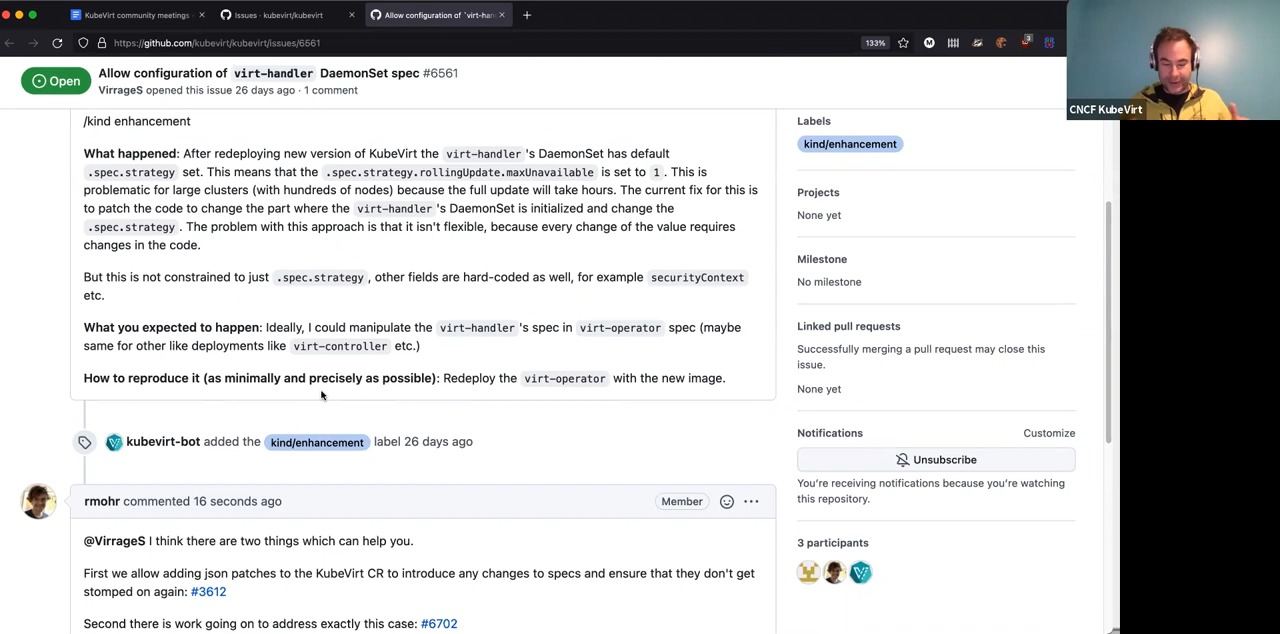 KubeVirt community meetings
Issues · kubevirt/kubevirt
Allow configuration of `virt-han
https://github.com/kubevirt/kubevirt/issues/6561
133%
3
CNCF KubeVirt
Open
Allow configuration of virt-handler DaemonSet spec #6561
VirrageS opened this issue 26 days ago · 1 comment
/kind enhancement
What happened: After redeploying new version of KubeVirt the virt-handler 's DaemonSet has default
.spec.strategy set. This means that the .spec.strategy.rollingUpdate.maxUnavailable is set to 1 . This is
problematic for large clusters (with hundreds of nodes) because the full update will take hours. The current fix for this is
to patch the code to change the part where the virt-handler 's DaemonSet is initialized and change the
.spec.strategy . The problem with this approach is that it isn't flexible, because every change of the value requires
changes in the code.
But this is not constrained to just .spec.strategy , other fields are hard-coded as well, for example securityContext
etc.
What you expected to happen: Ideally, I could manipulate the virt-handler 's spec in virt-operator spec (maybe
same for other like deployments like virt-controller etc.)
How to reproduce it (as minimally and precisely as possible): Redeploy the virt-operator with the new image.
kubevirt-bot added the kind/enhancement label 26 days ago
rmohr commented 16 seconds ago
Member
@VirrageS I think there are two things which can help you.
First we allow adding json patches to the KubeVirt CR to introduce any changes to specs and ensure that they don't get
stomped on again: #3612
Second there is work going on to address exactly this case: #6702
Labels
kind/enhancement
Projects
None yet
Milestone
No milestone
Linked pull requests
Successfully merging a pull request may close this
issue.
None yet
Notifications
Customize
Unsubscribe
You're receiving notifications because you're watching
this repository.
3 participants